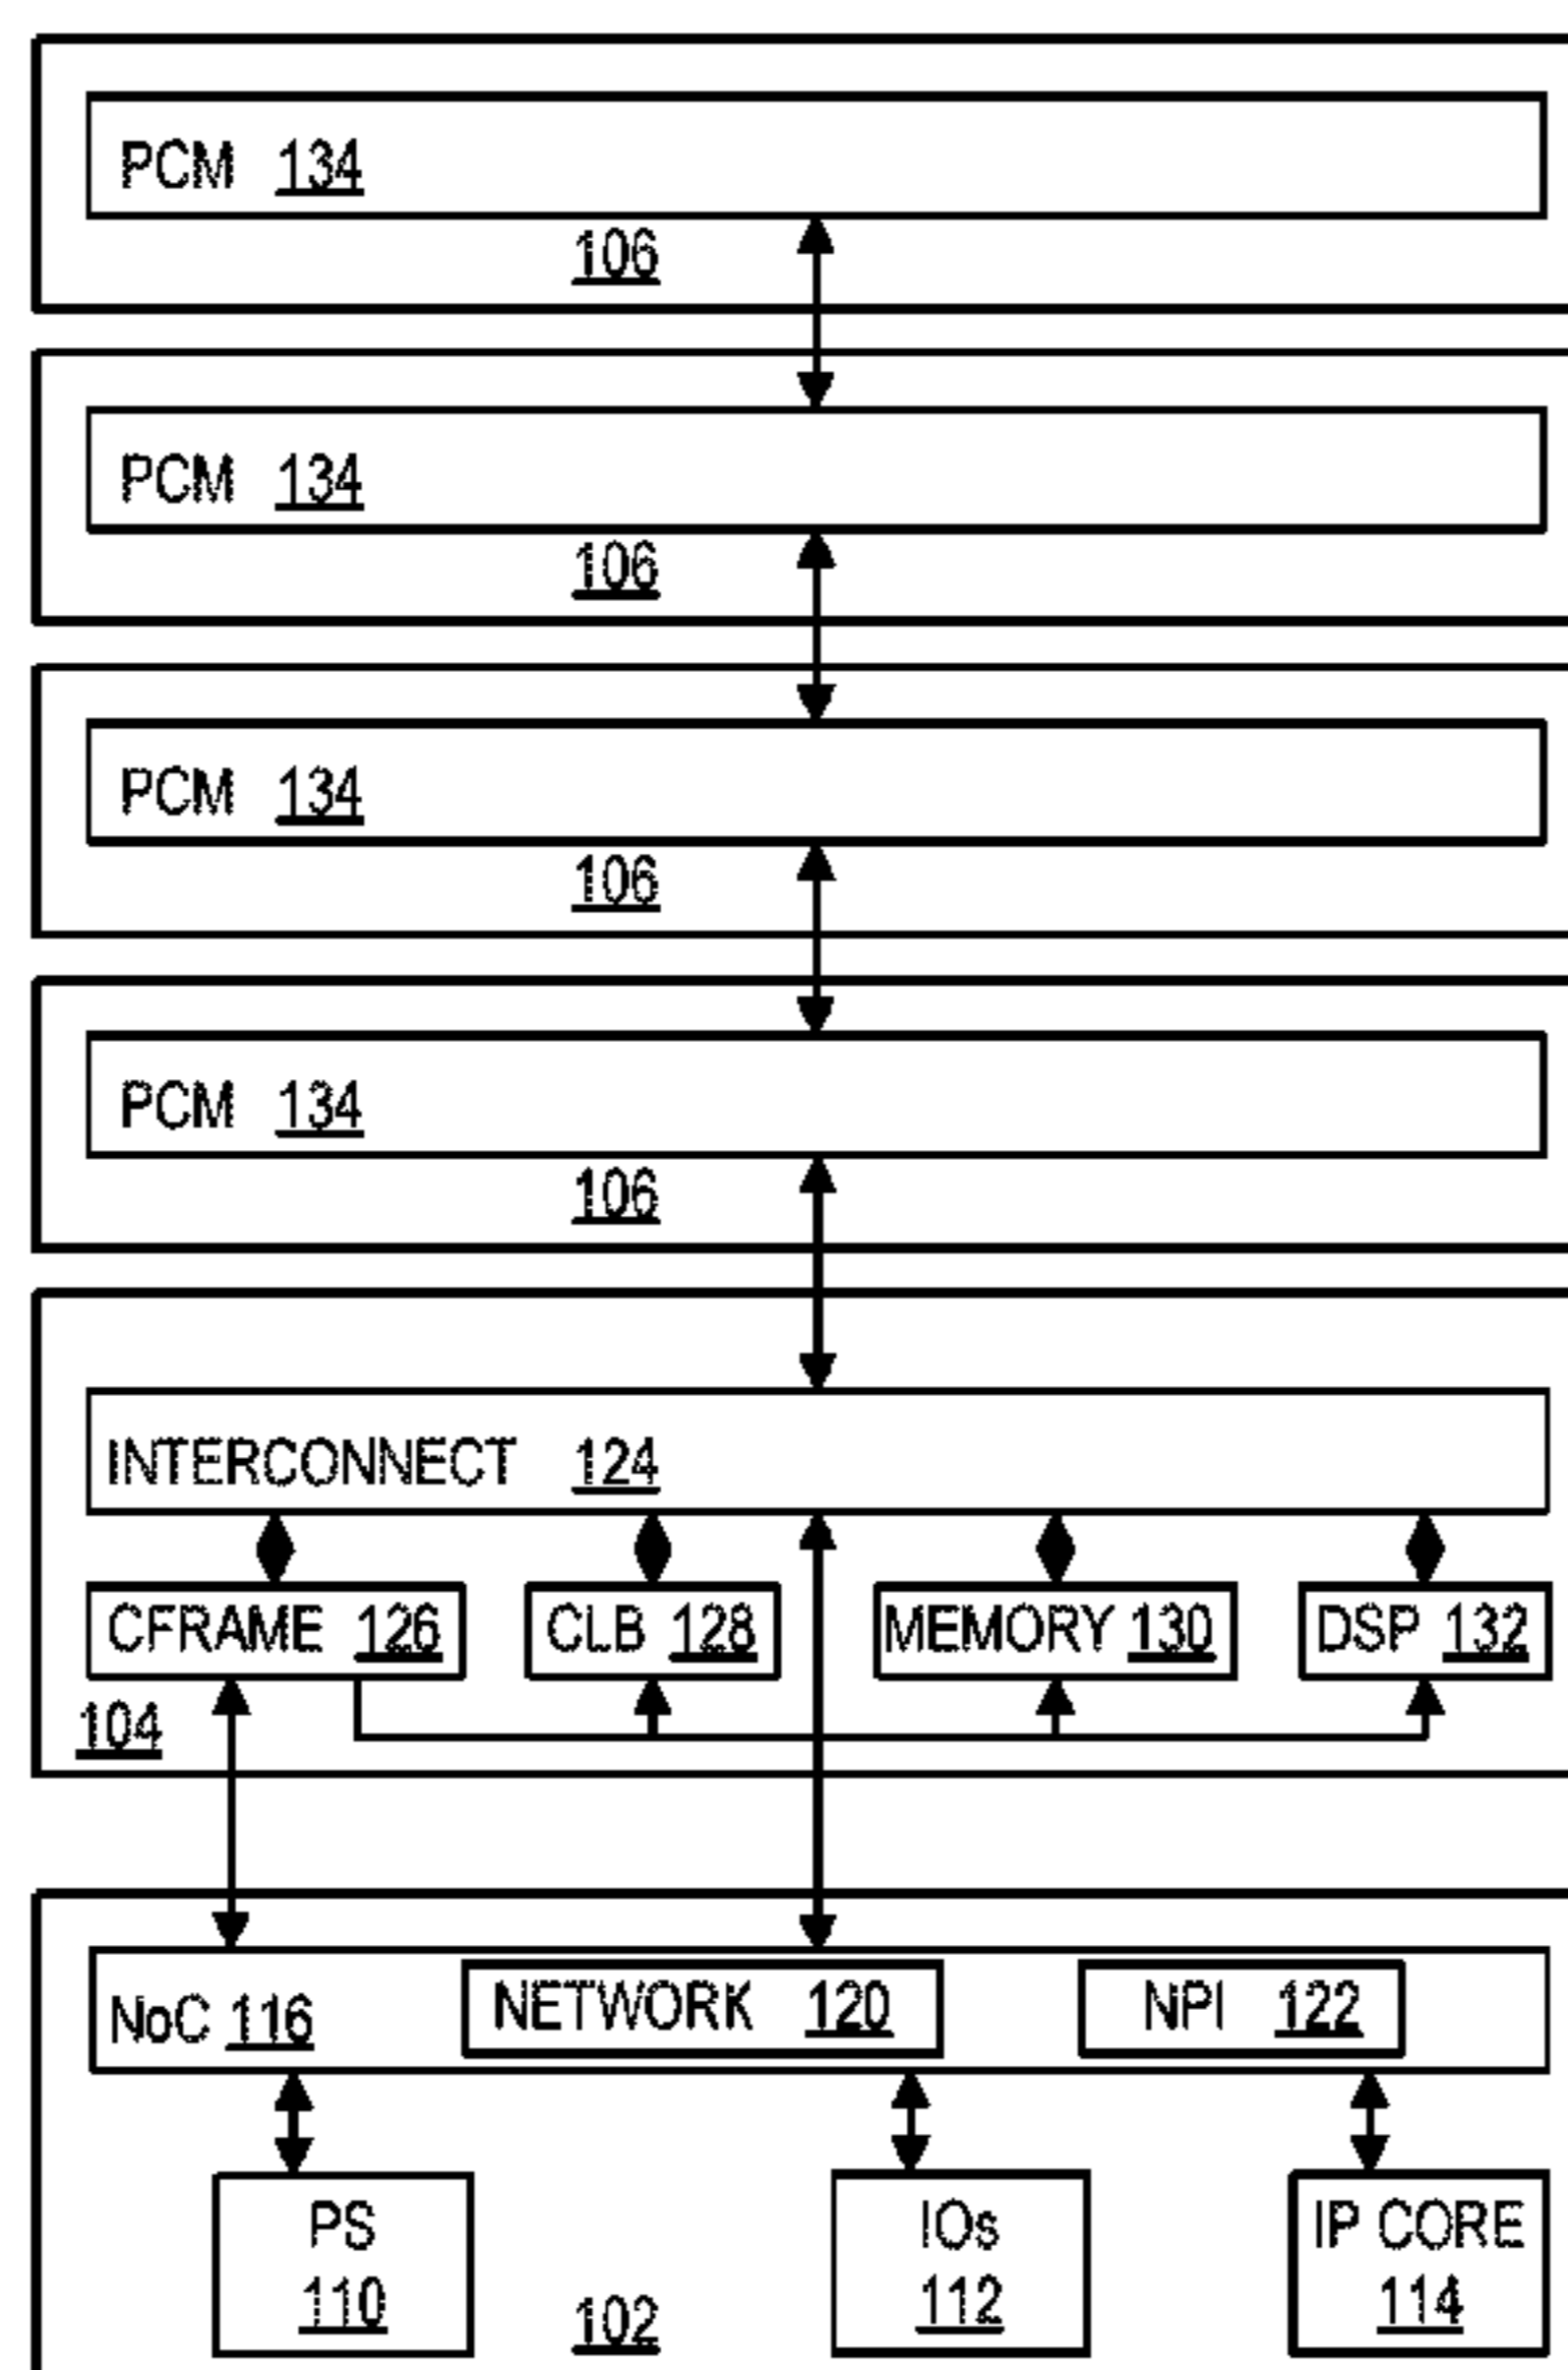 PCM 134
106
PCM 134
106
PCM 134
106
PCM 134
106
INTERCONNECT 124
CFRAME 126 CLB 128 MEMORY 130 DSP 132
104
NoC 116 NETWORK 120 NPI 122
PS IOs IP CORE
110 112 114
102